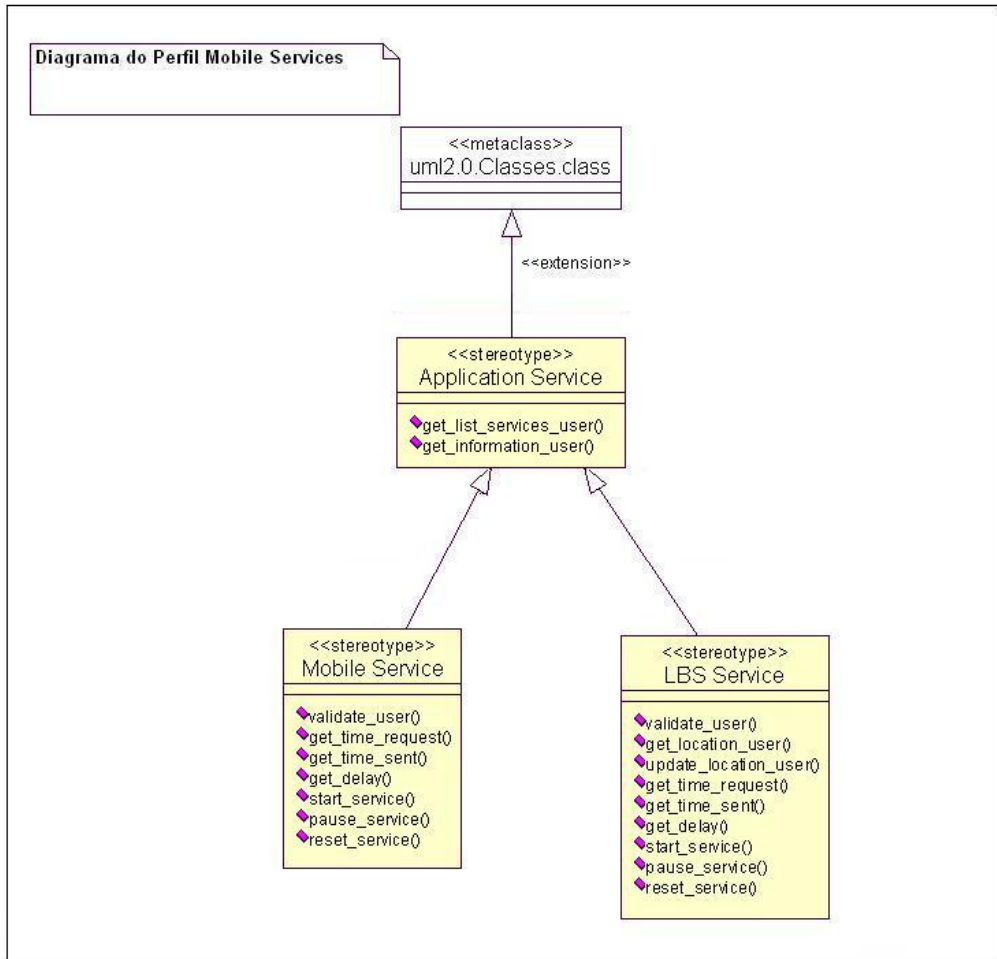 Diagrama do Perfil Mobile Services
<<metaclass>>
uml2.0.Classes.class
<<extension>>
<<stereotype>>
Application Service
get_list_services_user()
get_information_user()
<<stereotype>>
Mobile Service
validate_user()
get_time_request()
get_time_sent()
get_delay()
start_service()
pause_service()
reset_service()
<<stereotype>>
LBS Service
validate_user()
get_location_user()
update_location_user()
get_time_request()
get_time_sent()
get_delay()
start_service()
pause_service()
reset_service()